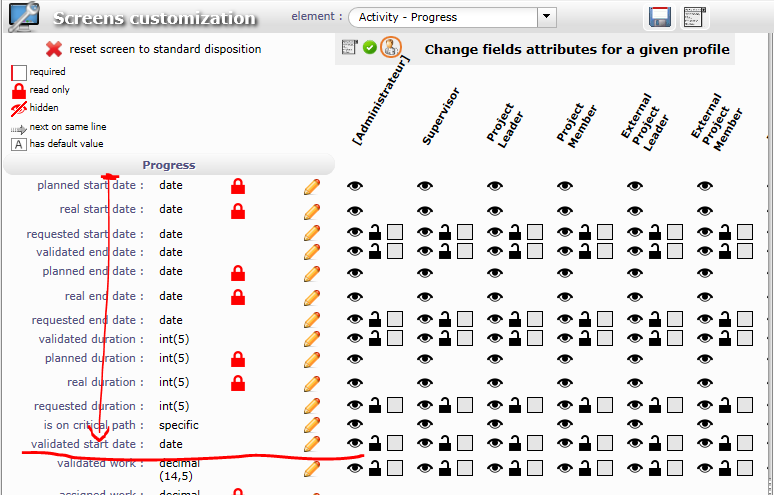 Screens customization
element :
Activity - Progress
reset screen to standard disposition
Change fields attributes for a given profile
required
read only
hidden
next on same line
A has default value
[Administrateur]
Supervisor
Project
Leader
Project
Member
External
Project
Leader
External
Project
Member
Progress
planned start date : date
real start date : date
requested start date : date
validated end date : date
planned end date : date
real end date : date
requested end date : date
validated duration : int(5)
planned duration : int(5)
real duration : int(5)
requested duration : int(5)
is on critical path : specific
validated start date : date
validated work : decimal
(14,5)
assigned work : decimal